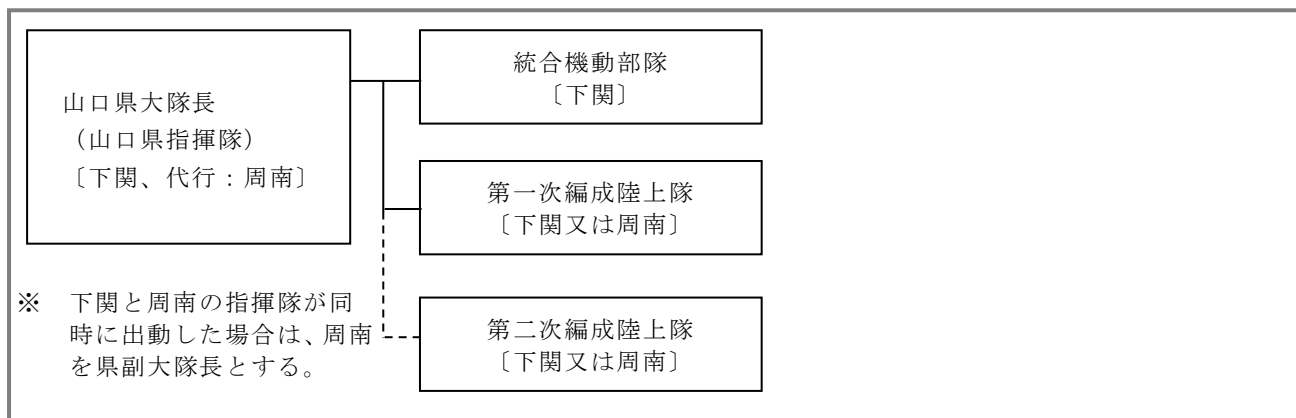 山口県大隊長
（山口県指揮隊）
〔下関、代行：周南〕
統合機動部隊
〔下関〕
第一次編成陸上隊
〔下関又は周南〕
第二次編成陸上隊
〔下関又は周南〕
※　下関と周南の指揮隊が同
時に出動した場合は、周南
を県副大隊長とする。